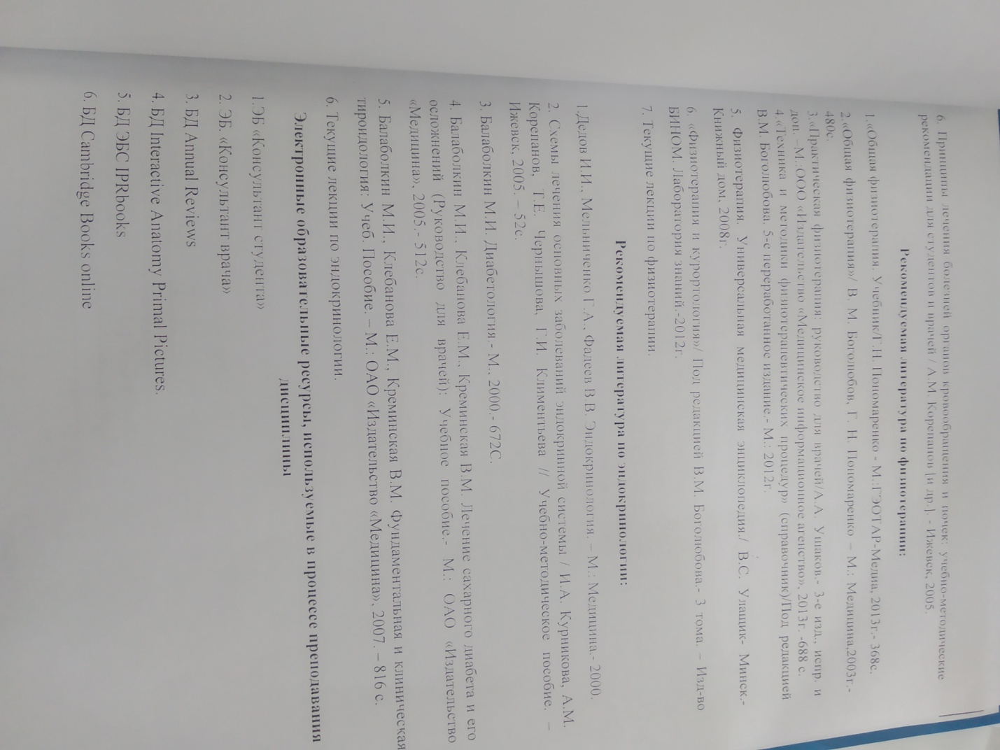 6. Принципы лечения болезней органов кровообращения и почек: учебно-методические
рекомендации для студентов и врачей / А.М. Корепанов [и др.]. - Ижевск, 2005.
Рекомендуемая литература по физиотерапии:
1.«Общая физиотерапия. Учебник/Г.Н. Пономаренко - М.:ГЭОТАР-Медиа, 2013г.- 368с.
2.«Общая физиотерапия»/ В. М. Боголюбов, Г. Н. Пономаренко – М.: Медицина,2003г.-
480с.
3.«Практическая физиотерапия: руководство для врачей/А.А. Ушаков.- 3-е изд., испр. и
доп. –М.:ООО «Издательство «Медицинское информационное агенство», 2013г. -688 с.
4.«Техника и методики физиотерапевтических процедур» (справочник)/Под редакцией
В.М. Боголюбова. 5-е переработанное издание.- М.: 2012г.
5. Физиотерапия. Универсальная медицинская энциклопедия./ В.С. Улащик- Минск.-
Книжный дом, 2008г.
6. «Физиотерапия и курортология»/ Под редакцией В.М. Боголюбова.- 3 тома. – Изд-во
БИНОМ. Лаборатория знаний.-2012г.
7. Текущие лекции по физиотерапии.
Рекомендуемая литература по эндокринологии:
1.Дедов И.И., Мельниченко Г.А., Фадеев В.В. Эндокринология. – М.: Медицина.- 2000.
2. Схемы лечения основных заболеваний эндокринной системы / И.А. Курникова, А.М.
Корепанов, Т.Е. Чернышова, Г.И. Климентьева // Учебно-методическое пособие. –
Ижевск, 2005. – 52с.
3. Балаболкин М.И. Диабетология.- М., 2000.- 672С.
4. Балаболкин М.И., Клебанова Е.М., Креминская В.М. Лечение сахарного диабета и его
осложнений (Руководство для врачей): Учебное пособие.- М.: ОАО «Издательство
«Медицина», 2005.- 512с.
5. Балаболкин М.И., Клебанова Е.М., Креминская В.М. Фундаментальная и клиническая
тироидология: Учеб. Пособие. – М.: ОАО «Издательство «Медицина», 2007. – 816 с.
6. Текущие лекции по эндокринологии.
Электронные образовательные ресурсы, используемые в процессе преподавания
дисциплины
1.ЭБ «Консультант студента»
2. ЭБ. «Консультант врача»
3. БД Annual Reviews
4. БД Interactive Anatomy Primal Pictures.
5. БД ЭБС IPRbooks
6. БД Cambridge Books online